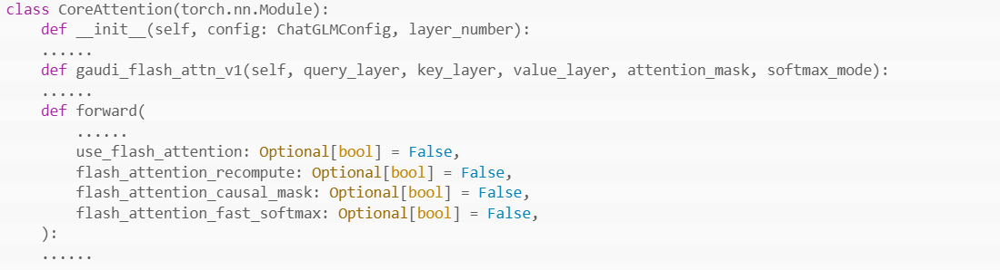 class CoreAttention(torch.nn.Module):
    def __init__(self, config: ChatGLMConfig, layer_number):
    ......
    def gaudi_flash_attn_v1(self, query_layer, key_layer, value_layer, attention_mask, softmax_mode):
    ......
    def forward(
        ......
        use_flash_attention: Optional[bool] = False,
        flash_attention_recompute: Optional[bool] = False,
        flash_attention_causal_mask: Optional[bool] = False,
        flash_attention_fast_softmax: Optional[bool] = False,
    ):
    ......